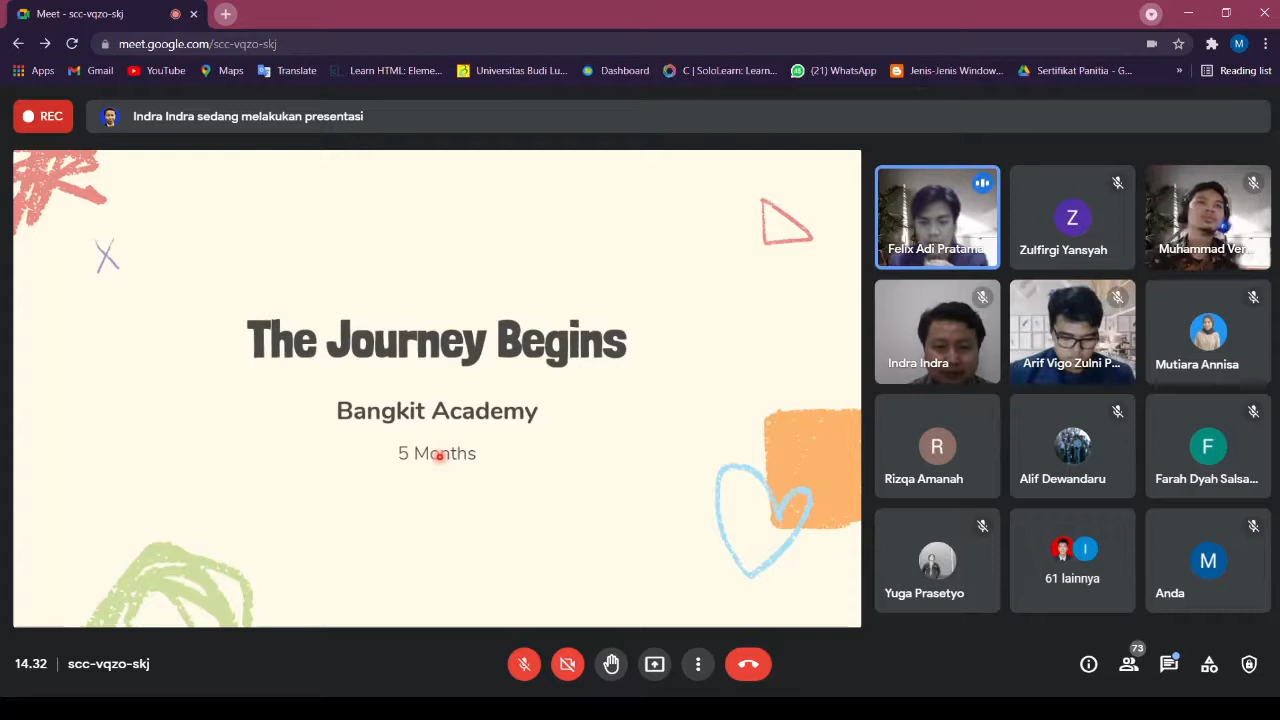 Meet - scc-vqzo-skj
meet.google.com/scc-vqzo-skj
Apps
Gmail
YouTube
Maps
Translate
Learn HTML: Eleme...
Universitas Budi Lu...
Dashboard
C | SoloLearn: Learn...
(21) WhatsApp
Jenis-Jenis Window...
Sertifikat Panitia - G...
»
Reading list
M
REC
Indra Indra sedang melakukan presentasi
The Journey Begins
Bangkit Academy
5 Months
Felix Adi Pratama
Z
Zulfirgi Yansyah
Muhammad Ver...
Indra Indra
Arif Vigo Zulni P...
Mutiara Annisa
R
Rizqa Amanah
Alif Dewandaru
F
Farah Dyah Salsa...
Yuga Prasetyo
I
61 lainnya
M
Anda
14.32
scc-vqzo-skj
73